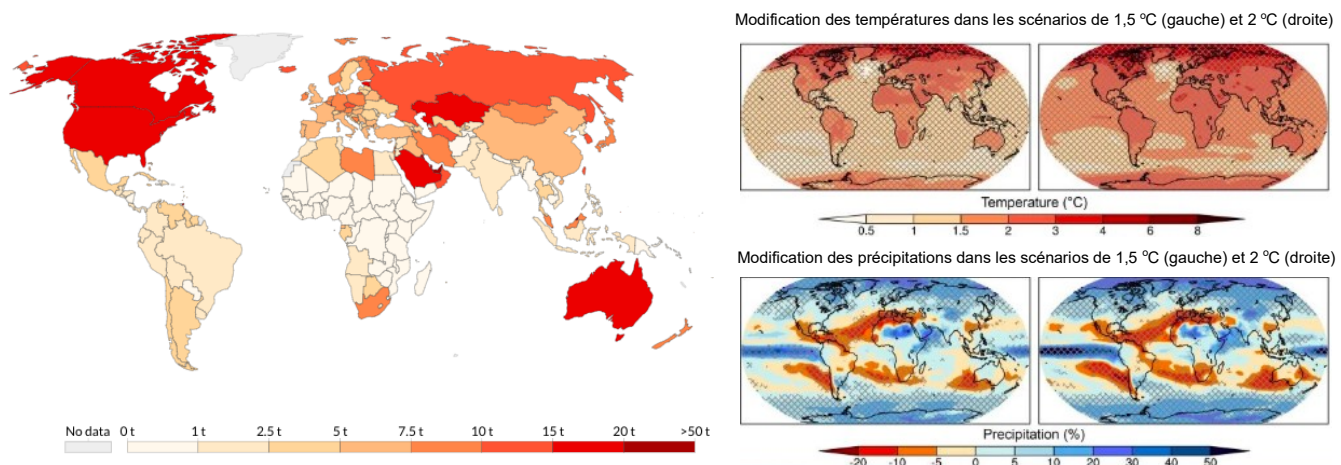 No data 0 t 1 t 2.5 t 5 t 7.5 t 10 t 15 t 20 t >50 t
Modification des températures dans les scénarios de 1,5 ºC (gauche) et 2 ºC (droite)
Temperature (°C)
0.5 1 1.5 2 3 4 6 8
Modification des précipitations dans les scénarios de 1,5 ºC (gauche) et 2 ºC (droite)
Precipitation (%)
-20 -10 -5 0 5 10 20 30 40 50